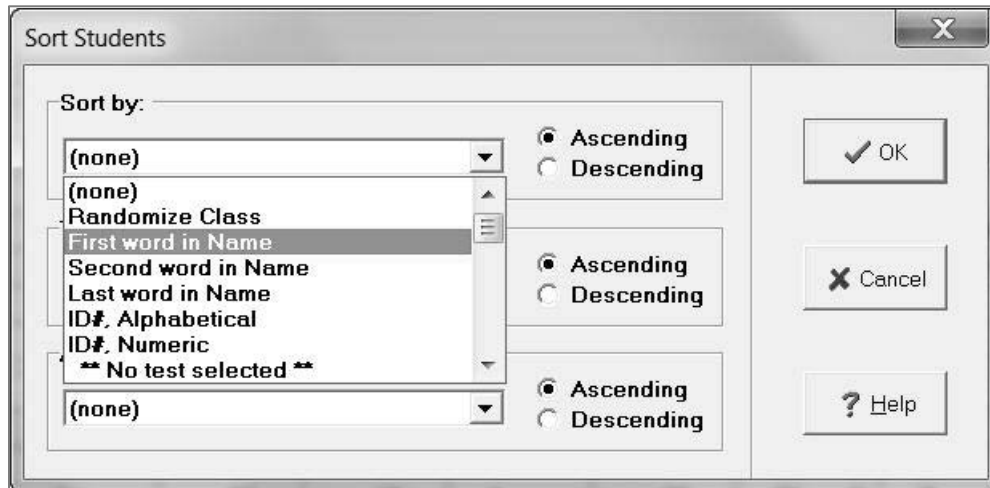 Sort Students
Sort by:
(none)
Ascending
Descending
(none)
Randomize Class
First word in Name
Second word in Name
Last word in Name
ID#, Alphabetical
ID#, Numeric
** No test selected **
Ascending
Descending
(none)
Ascending
Descending
OK
Cancel
? Help